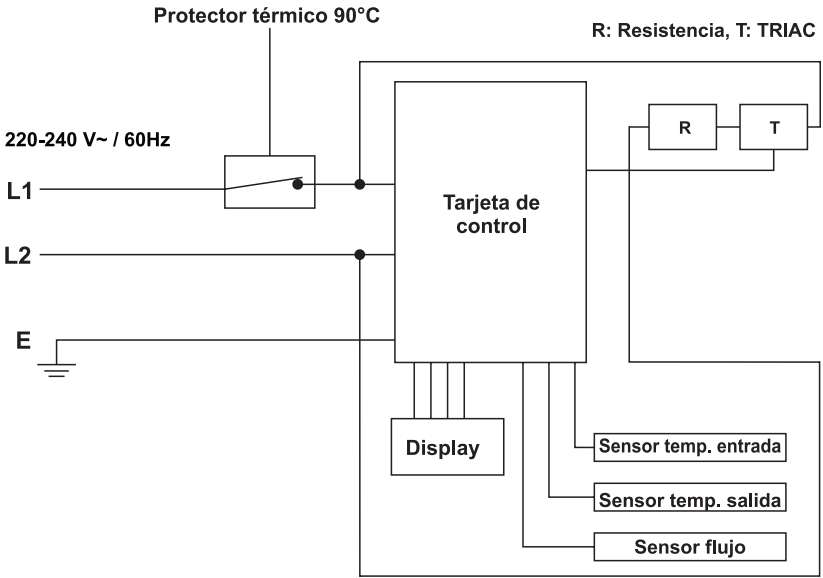 Protector térmico 90°C
R: Resistencia, T: TRIAC
220-240 V~ / 60Hz
R
T
L1
Tarjeta de
control
L2
E
Display
Sensor temp. entrada
Sensor temp. salida
Sensor flujo